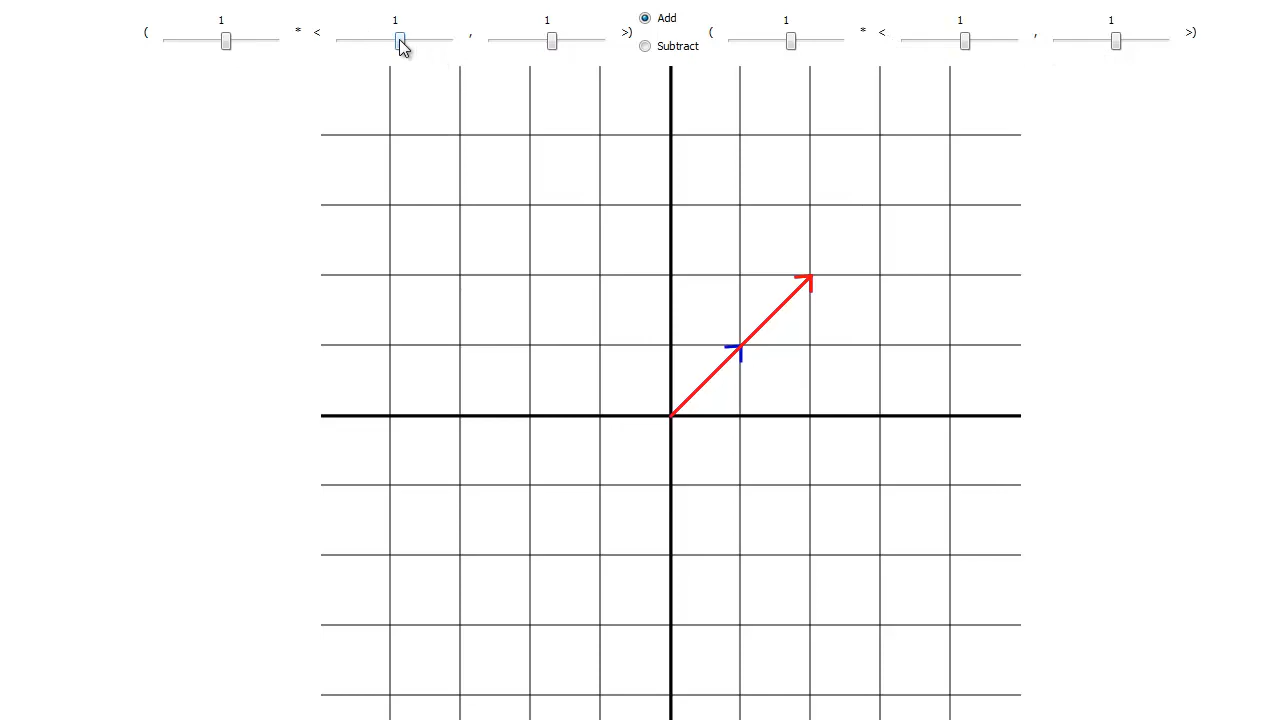 ( 1 * < 1 , 1 >) Add ( 1 * < 1 , 1 >)
Subtract